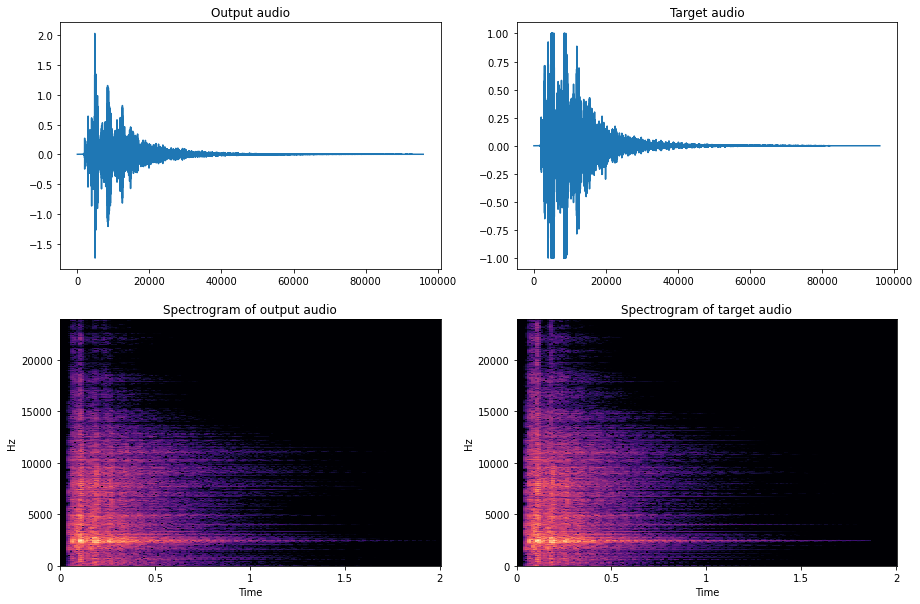 Output audio
Target audio
2.0
1.5
1.0
0.5
0.0
−0.5
−1.0
−1.5
0 20000 40000 60000 80000 100000
1.00
0.75
0.50
0.25
0.00
−0.25
−0.50
−0.75
−1.00
0 20000 40000 60000 80000 100000
Spectrogram of output audio
Spectrogram of target audio
Hz
20000
15000
10000
5000
0
0 0.5 1 1.5 2
Time
Hz
20000
15000
10000
5000
0
0 0.5 1 1.5 2
Time